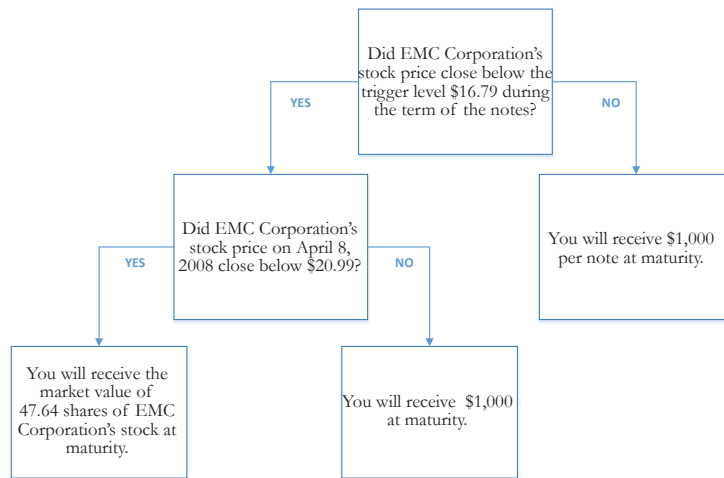 Did EMC Corporation’s
stock price close below the
trigger level $16.79 during
the term of the notes?
YES
NO
Did EMC Corporation’s
stock price on April 8,
2008 close below $20.99?
You will receive $1,000
per note at maturity.
YES
NO
You will receive the
market value of
47.64 shares of EMC
Corporation’s stock at
maturity.
You will receive $1,000
at maturity.